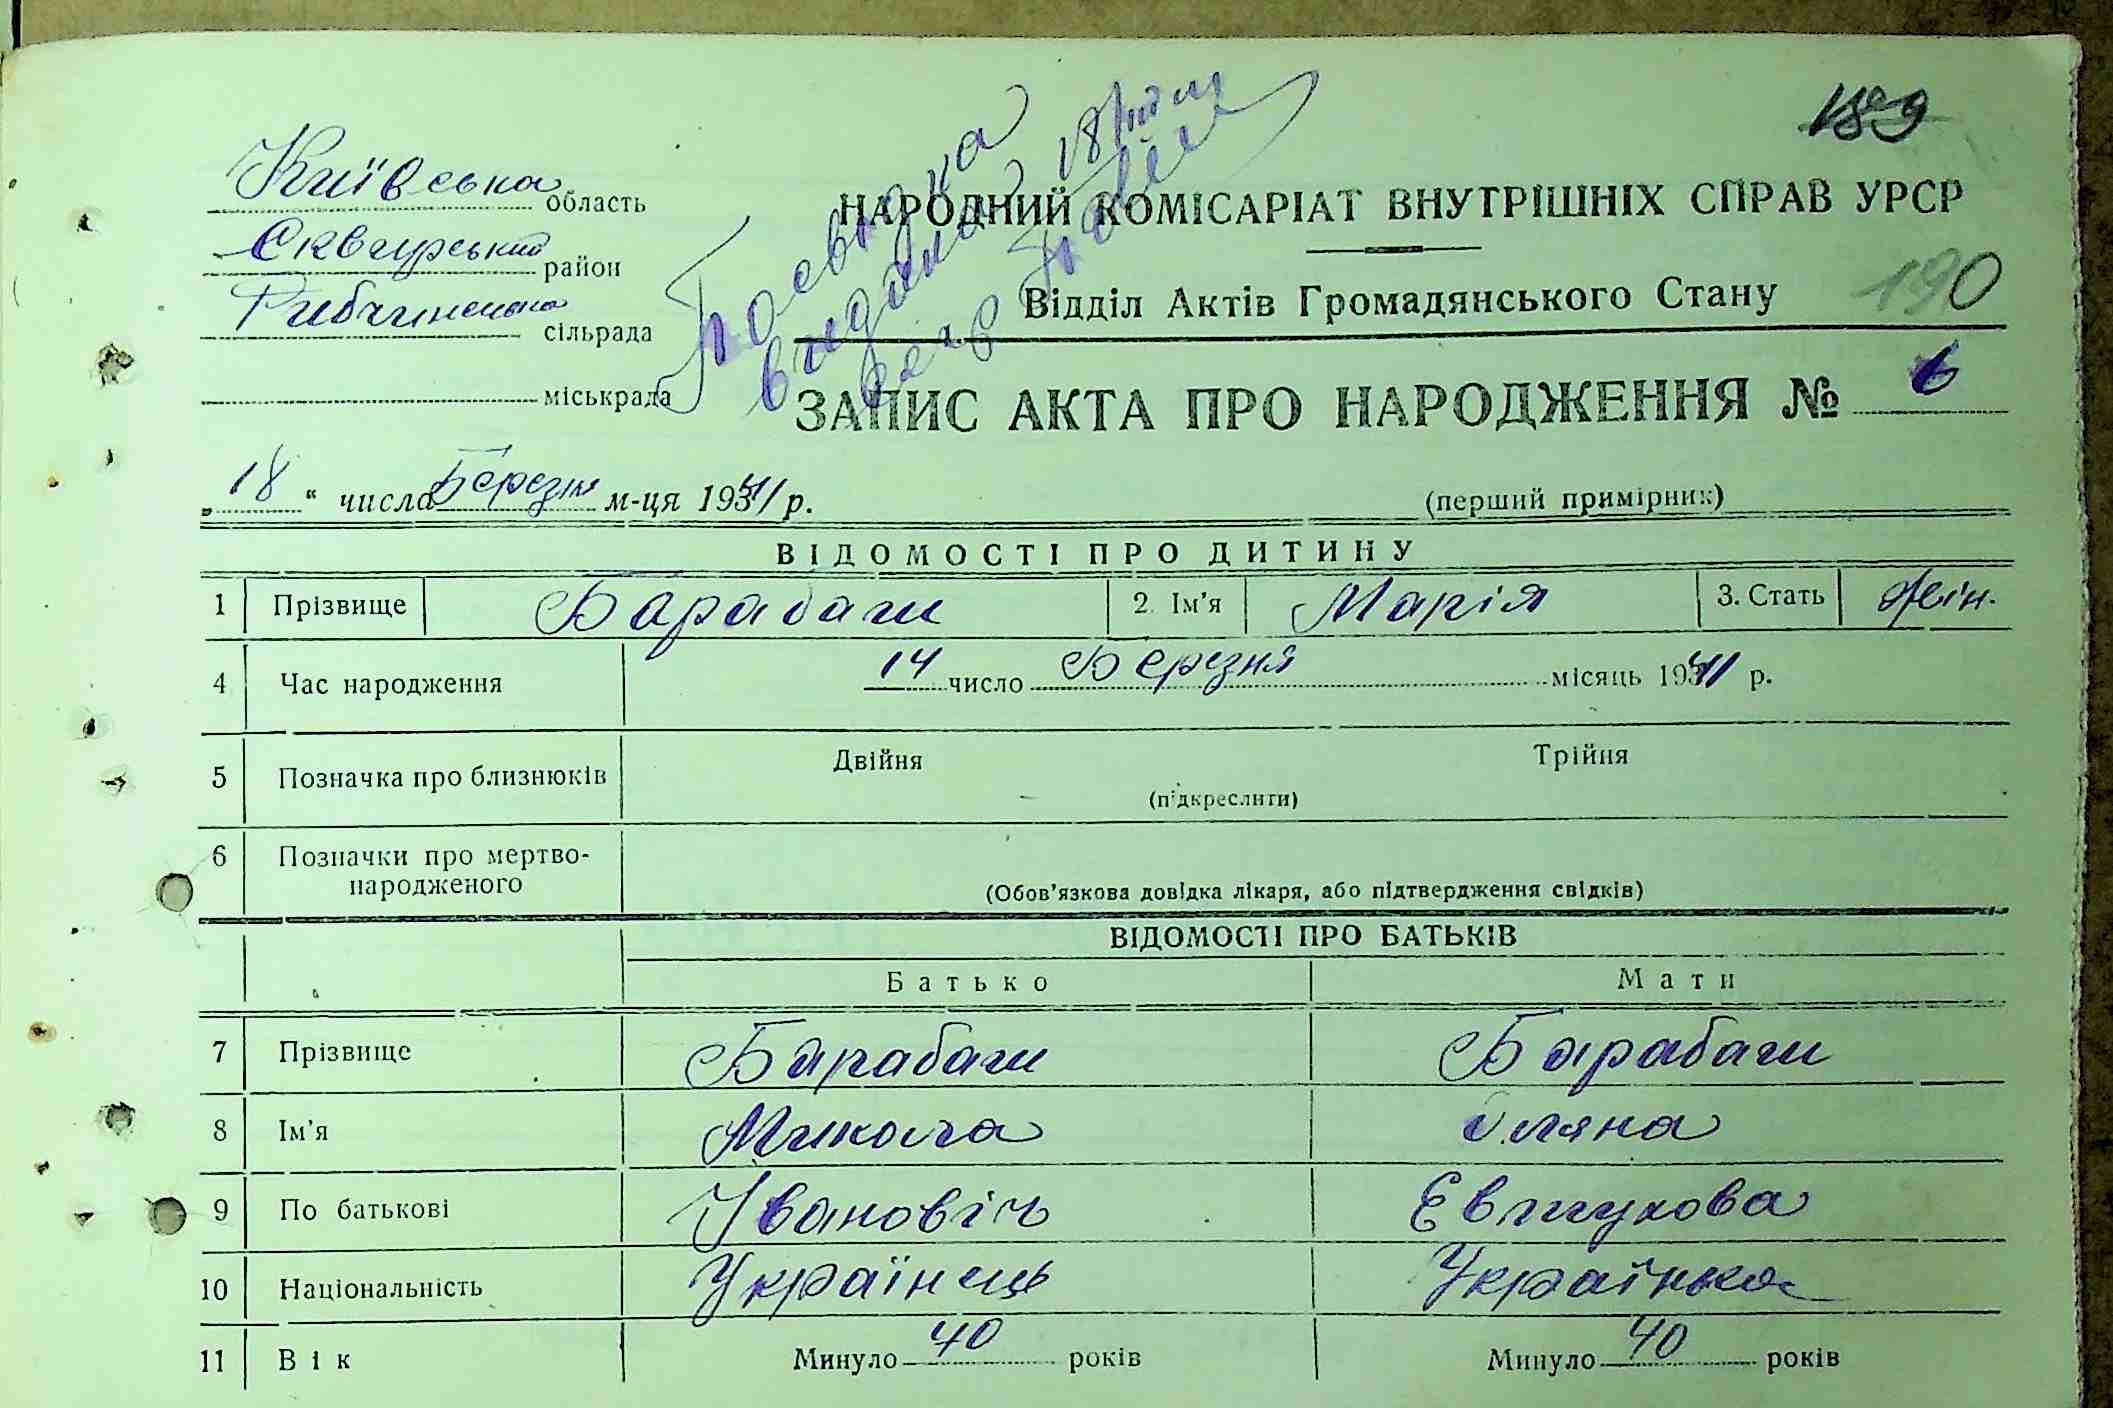 189
Київська область
НАРОДНИЙ КОМІСАРІАТ ВНУТРІШНІХ СПРАВ УРСР
Сквирський район
190
Відділ Актів Громадянського Стану
сільрада
міськрада
ЗАПИС АКТА ПРО НАРОДЖЕННЯ № 6
„ 18 “ числа Березня м-ця 1941 р.
(перший примірник)
ВІДОМОСТІ ПРО ДИТИНУ
1 Прізвище Барабаш 2. Ім’я Марія 3. Стать Жін.
4 Час народження 14 число Березня місяць 1941 р.
5 Позначка про близнюків Двійня Трійня
(підкреслити)
6 Позначки про мертво-
народженого
(Обов’язкова довідка лікаря, або підтвердження свідків)
ВІДОМОСТІ ПРО БАТЬКІВ
Батько Мати
7 Прізвище Барабаш Барабаш
8 Ім’я Микола Уляна
9 По батькові Іванович
10 Національність Українець Українка
11 Вік Минуло 40 років Минуло 40 років